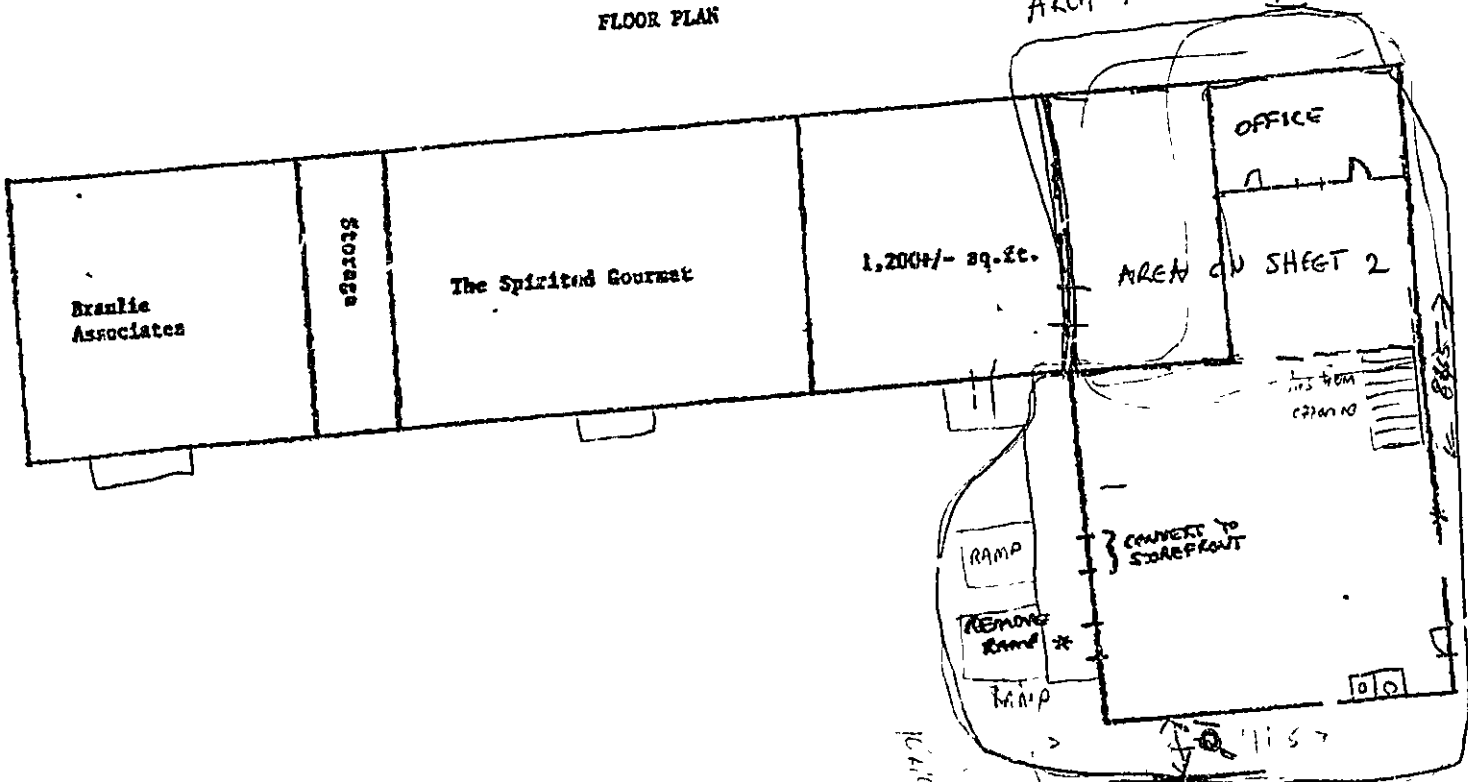 FLOOR PLAN
OFFICE
Storage
The Spirited Gourmet
1,200+/- sq.ft.
AREA ON SHEET 2
Branlie
Associates
RAMP
CONVERT TO
STOREFRONT
REMOVE
RAMP *
RAMP